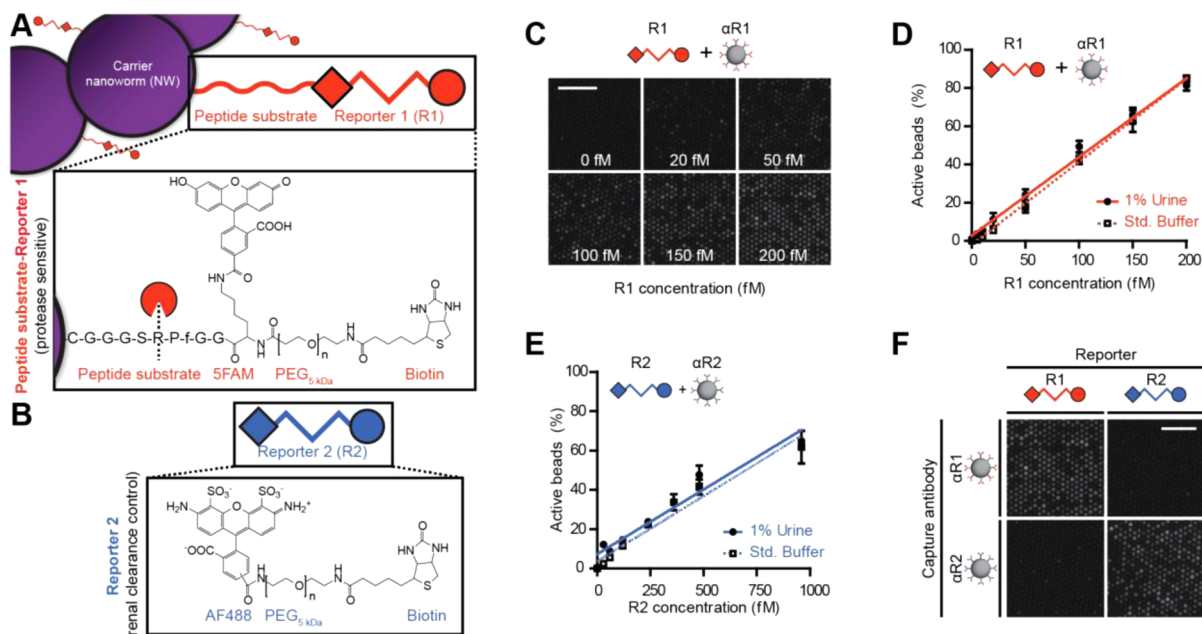 A
Carrier
nanoworm (NW)
Peptide substrate
Reporter 1 (R1)
Peptide substrate-Reporter 1
(protease sensitive)
HO
O
O
COOH
O
HN
O
HN
NH
C-G-G-G-S-R-P-f-G-G
O
N
H
O
O
n
H
N
O
S
Peptide substrate
5FAM
PEG5 kDa
Biotin
B
Reporter 2 (R2)
Reporter 2
renal clearance control)
SO3-
SO3-
H2N
O
NH2+
-OOC
O
HN
O
n
HN
O
O
HN
NH
S
AF488
PEG5 kDa
Biotin
C
R1
αR1
+
0 fM
20 fM
50 fM
100 fM
150 fM
200 fM
R1 concentration (fM)
D
R1
αR1
+
Active beads (%)
100
80
60
40
20
0
0
50
100
150
200
1% Urine
Std. Buffer
R1 concentration (fM)
E
R2
αR2
+
Active beads (%)
100
80
60
40
20
0
0
250
500
750
1000
1% Urine
Std. Buffer
R2 concentration (fM)
F
Reporter
R1
R2
Capture antibody
αR1
αR2